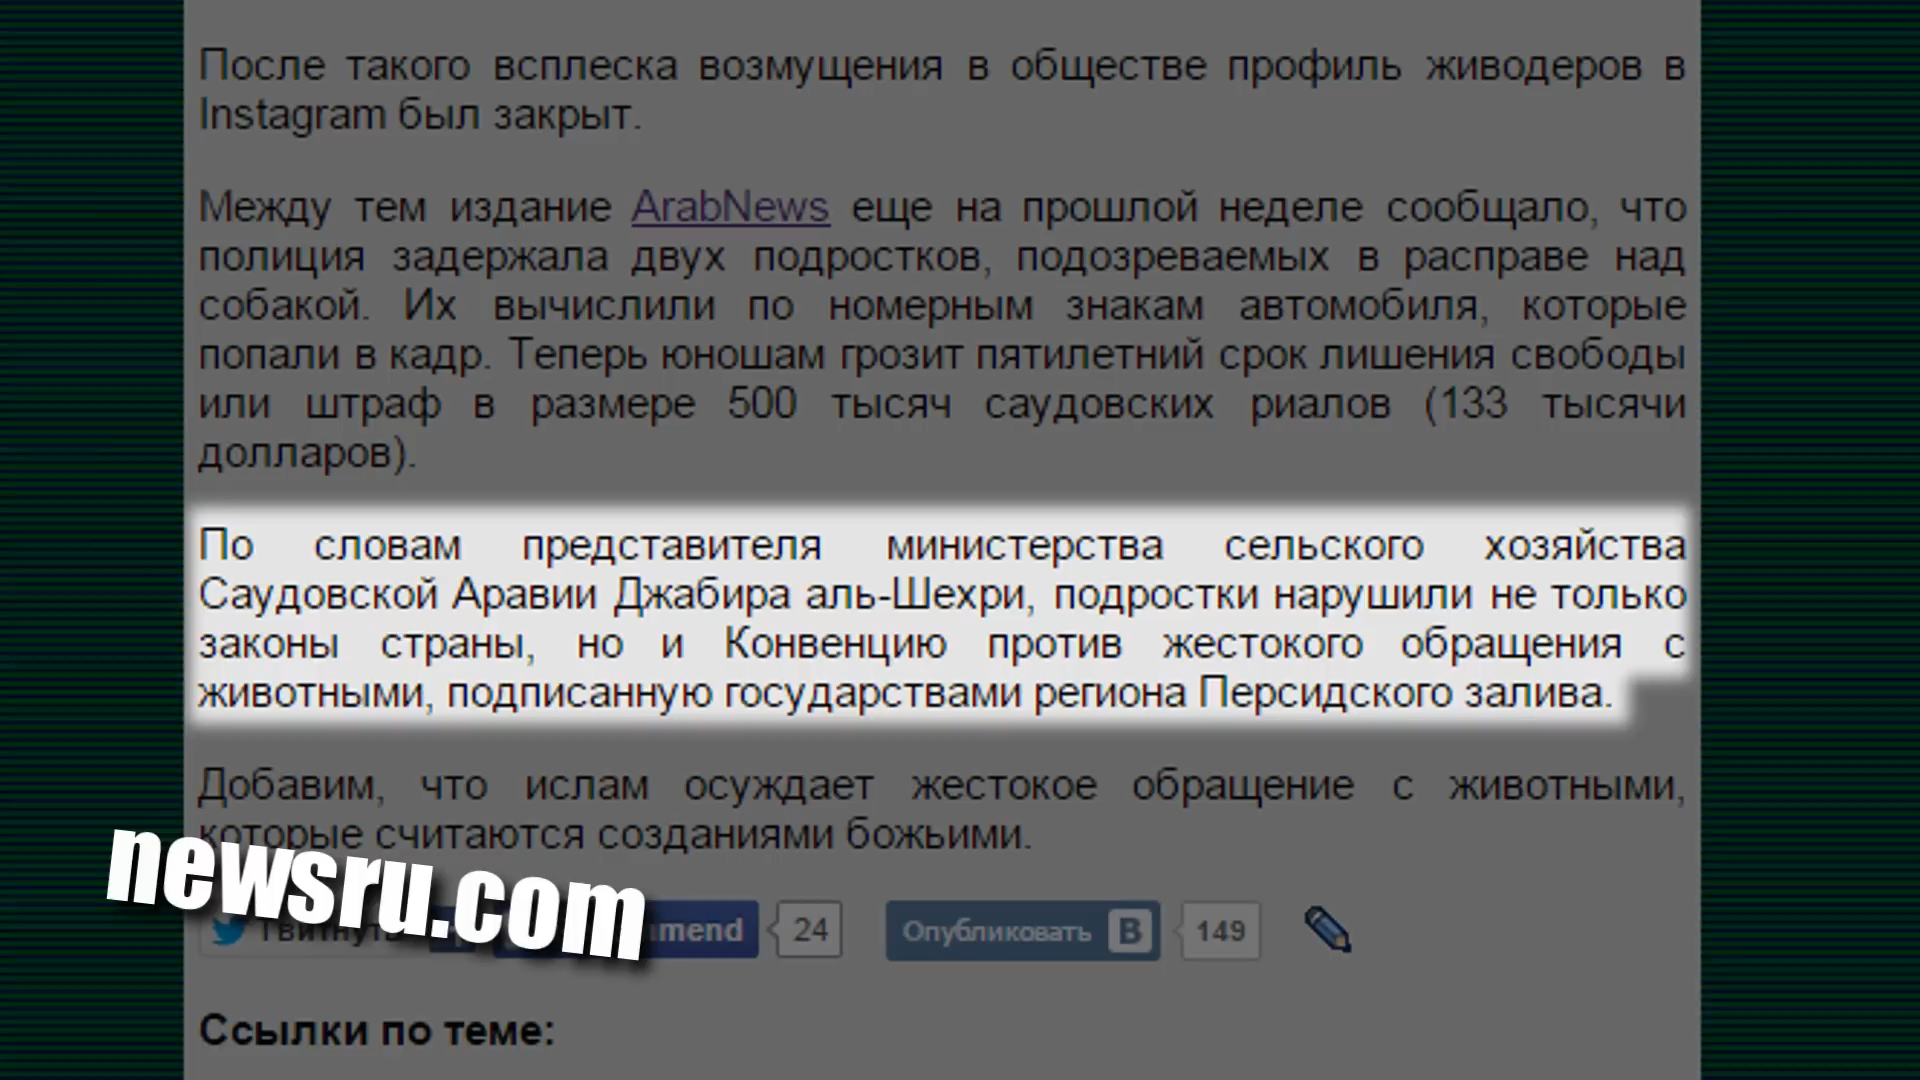 После такого всплеска возмущения в обществе профиль живодеров в
Instagram был закрыт.
Между тем издание ArabNews еще на прошлой неделе сообщало, что
полиция задержала двух подростков, подозреваемых в расправе над
собакой. Их вычислили по номерным знакам автомобиля, которые
попали в кадр. Теперь юношам грозит пятилетний срок лишения свободы
или штраф в размере 500 тысяч саудовских риалов (133 тысячи
долларов).
По словам представителя министерства сельского хозяйства
Саудовской Аравии Джабира аль-Шехри, подростки нарушили не только
законы страны, но и Конвенцию против жестокого обращения с
животными, подписанную государствами региона Персидского залива.
Добавим, что ислам осуждает жестокое обращение с животными,
которые считаются созданиями божьими.
newsru.com
Твитнуть mmend 24 Опубликовать B 149
Ссылки по теме: